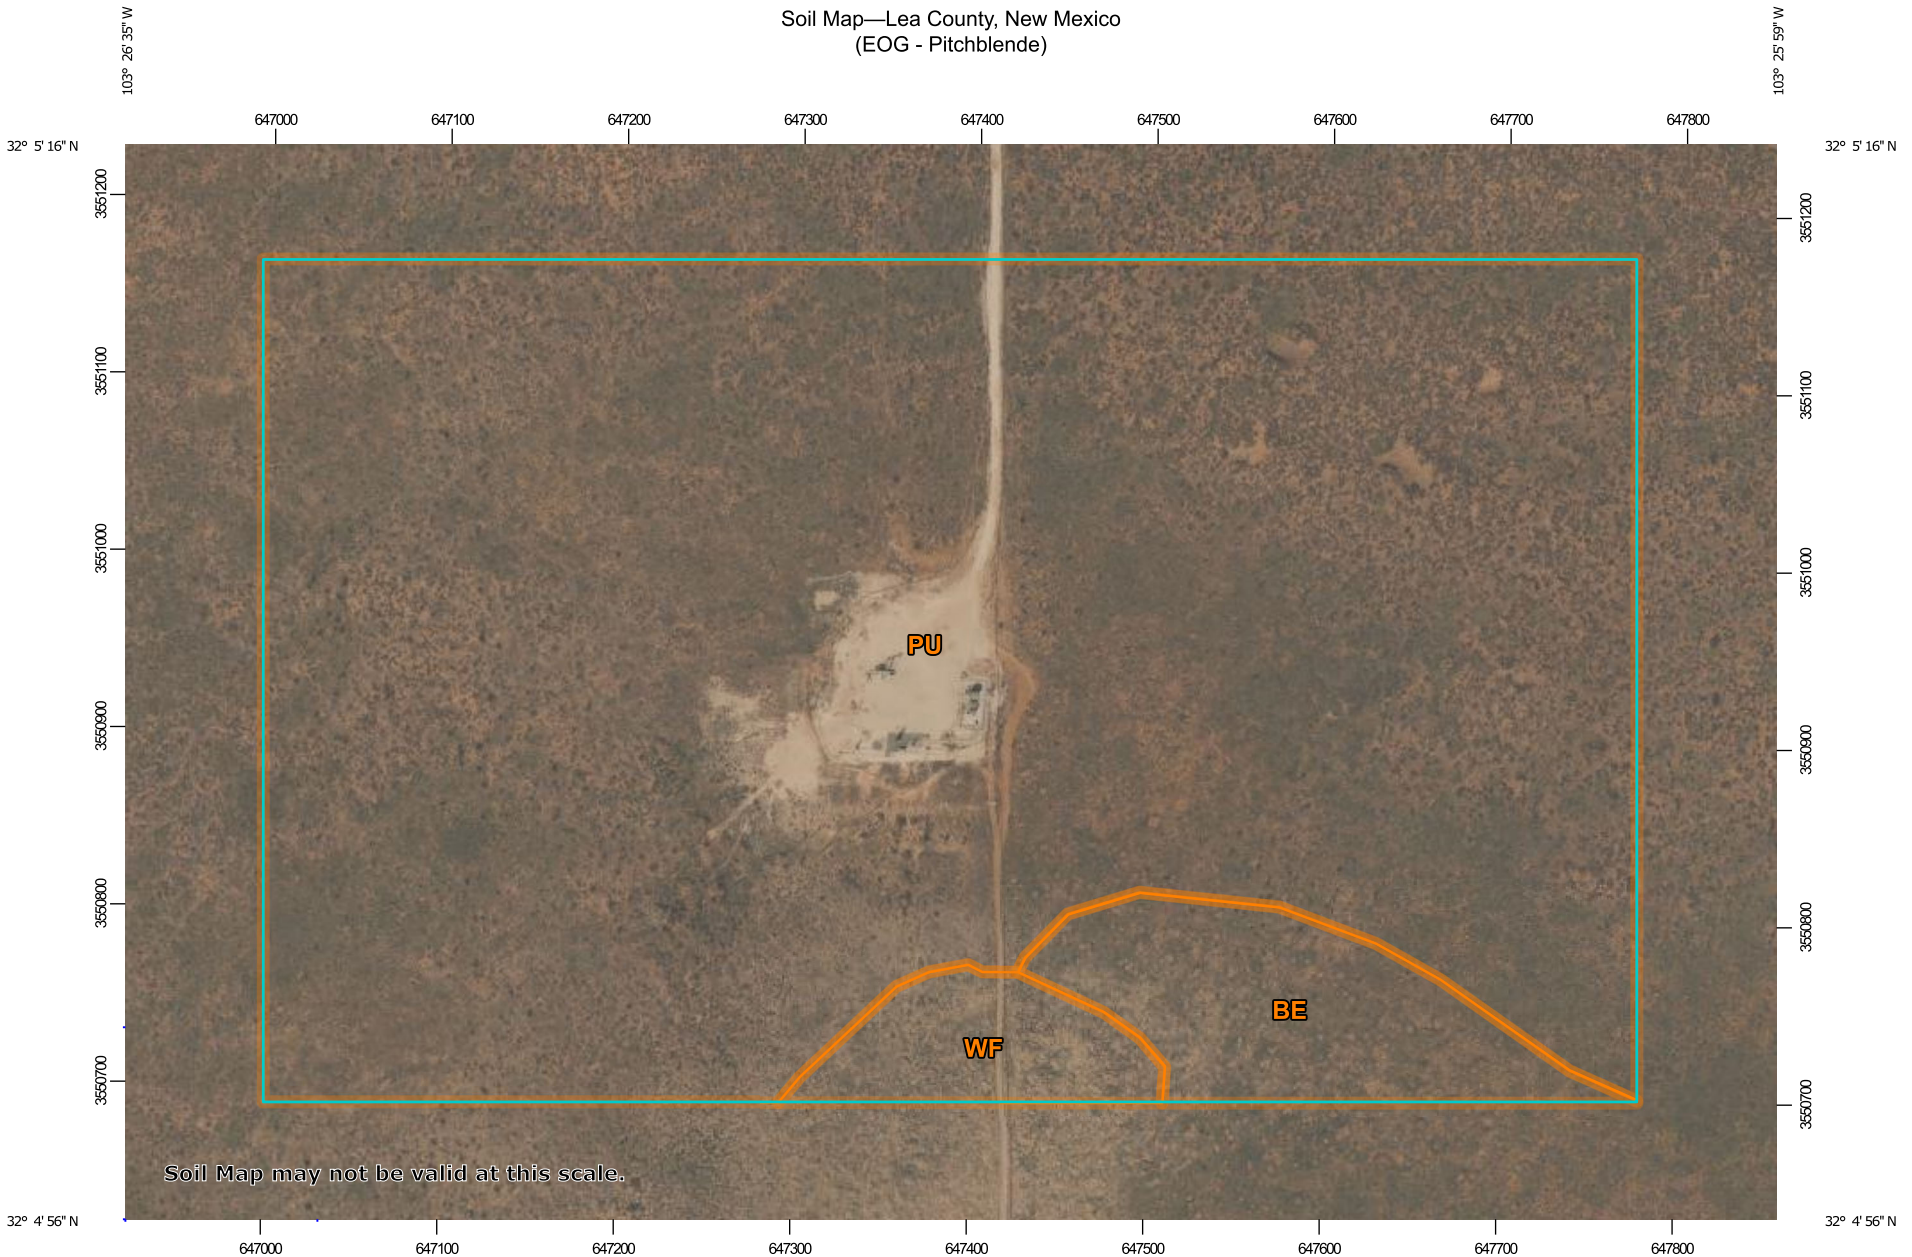 Soil Map—Lea County, New Mexico
(EOG - Pitchblende)
103° 26' 35" W
103° 25' 59" W
647000 647100 647200 647300 647400 647500 647600 647700 647800
32° 5' 16" N
32° 5' 16" N
3551200
3551200
3551100
3551100
3551000
3551000
PU
3550900
3550900
3550800
3550800
BE
WF
3550700
3550700
Soil Map may not be valid at this scale.
32° 4' 56" N
32° 4' 56" N
647000 647100 647200 647300 647400 647500 647600 647700 647800